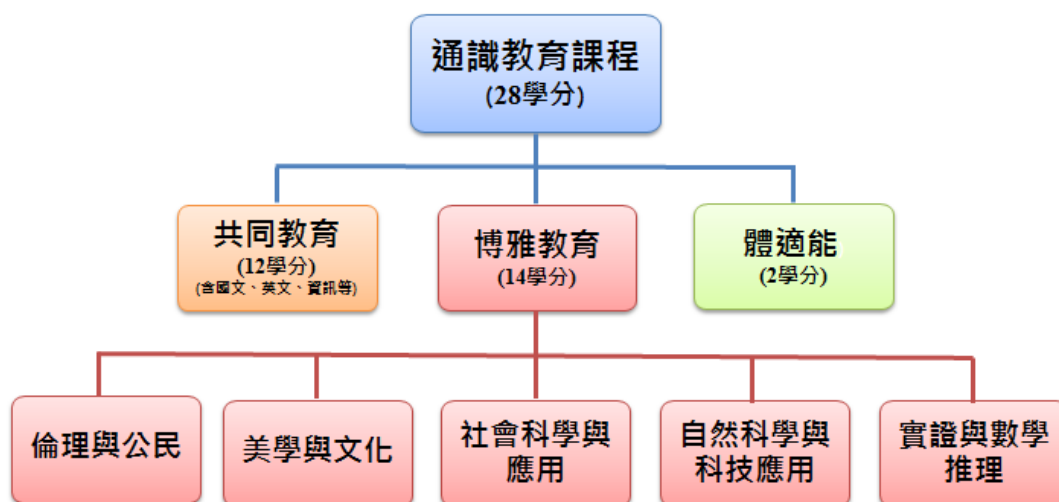 通識教育課程
(28學分)
共同教育
(12學分)
(含國文、英文、資訊等)
博雅教育
(14學分)
體適能
(2學分)
倫理與公民
美學與文化
社會科學與
應用
自然科學與
科技應用
實證與數學
推理